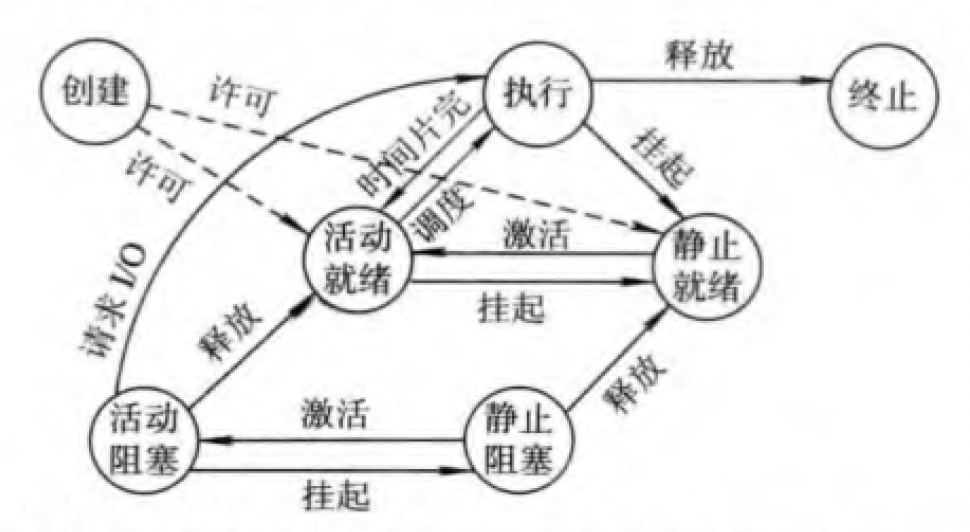 创建
许可
许可
执行
释放
终止
时间片完
调度
挂起
活动
就绪
激活
挂起
静止
就绪
请求 I/O
释放
释放
活动
阻塞
激活
挂起
静止
阻塞